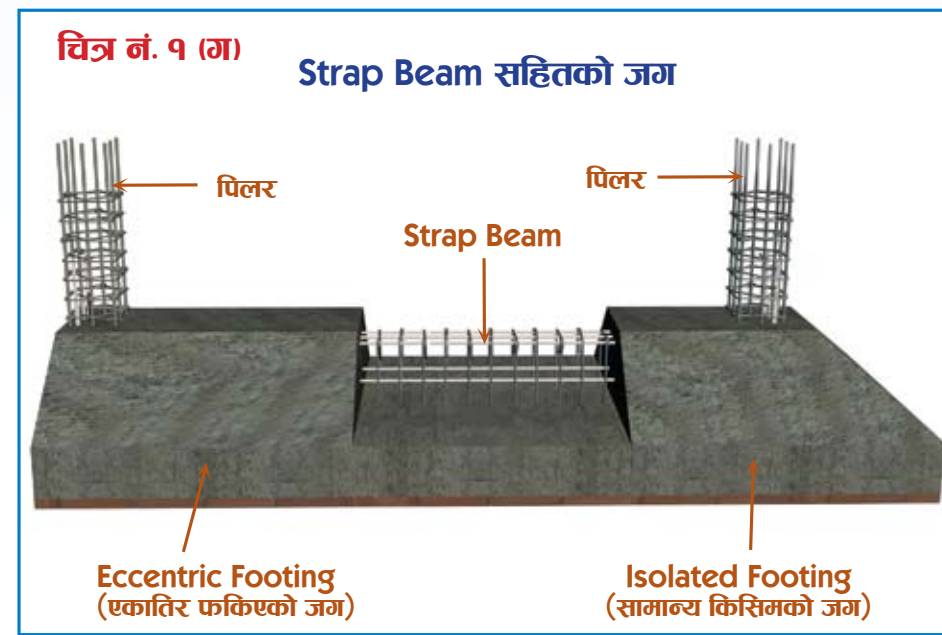 चित्र नं. १ (ग)
Strap Beam सहितको जग
पिलर
पिलर
Strap Beam
Eccentric Footing
(एकातिर फर्किएको जग)
Isolated Footing
(सामान्य किसिमको जग)